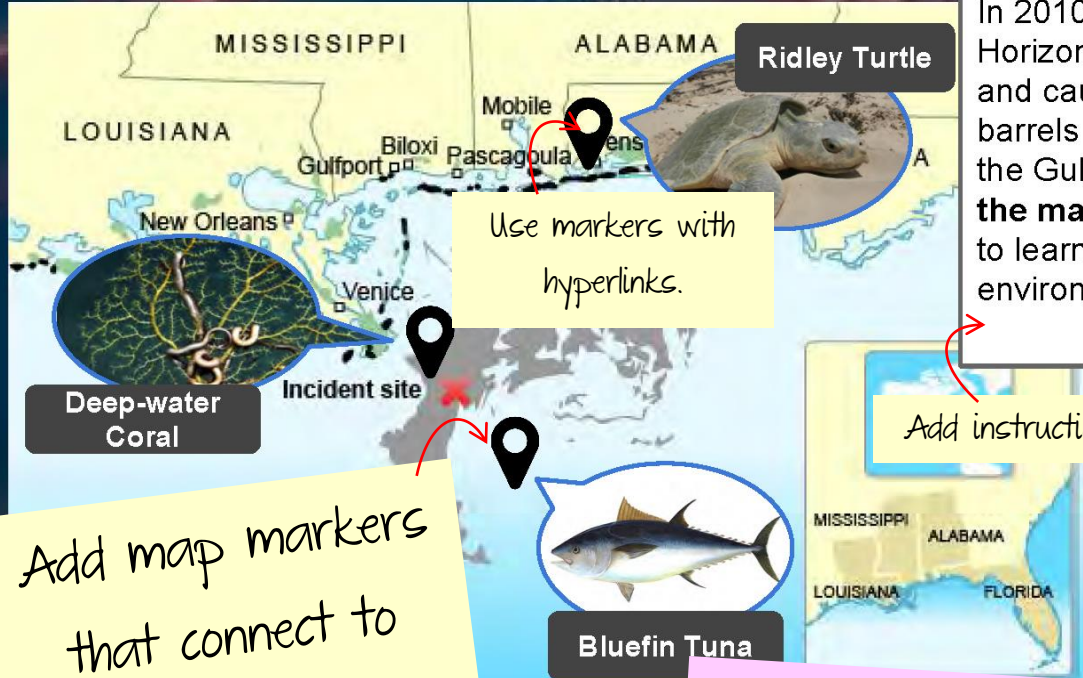 MISSISSIPPI
ALABAMA
Ridley Turtle
In 2010
LOUISIANA
Mobile
Biloxi
Gulfport
Pascagoula
the Gul
New Orleans
Use markers with
hyperlinks.
to learn
Venice
Incident site
Deep-water
Coral
Add map markers
that connect to
Bluefin Tuna
MISSISSIPPI
ALABAMA
LOUISIANA
FLORIDA
barrels
and cau
Horizon
the ma
environ
Add instructi